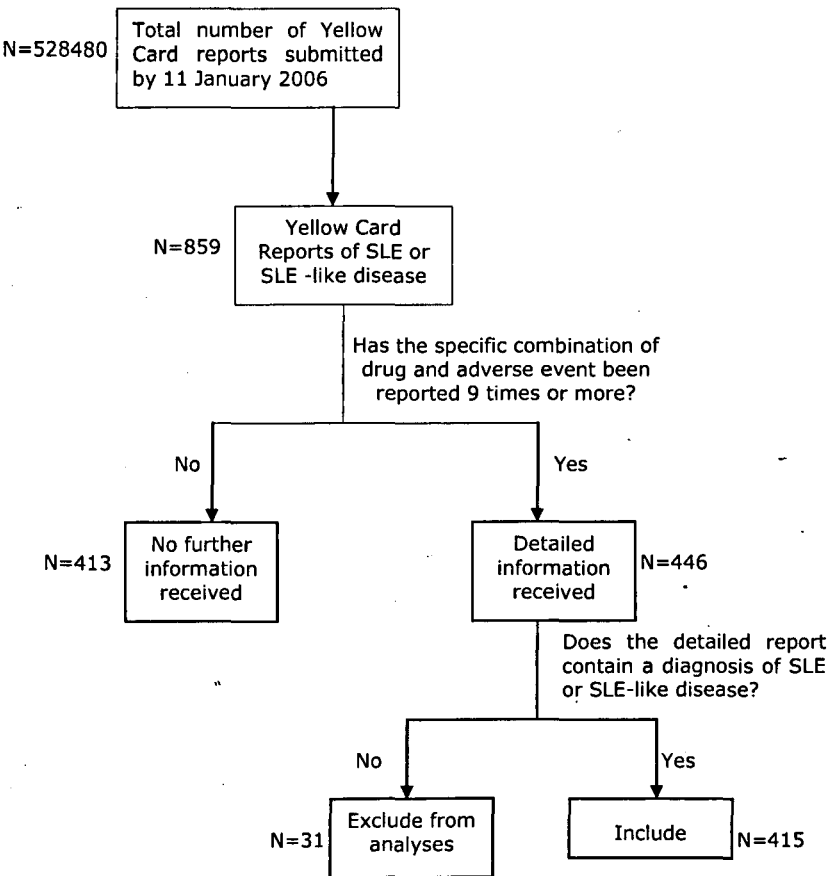 N=528480
Total number of Yellow
Card reports submitted
by 11 January 2006
N=859
Yellow Card
Reports of SLE or
SLE -like disease
Has the specific combination of
drug and adverse event been
reported 9 times or more?
No
Yes
N=413
No further
information
received
Detailed
information
received
N=446
Does the detailed report
contain a diagnosis of SLE
or SLE-like disease?
No
Yes
N=31
Exclude from
analyses
Include
N=415